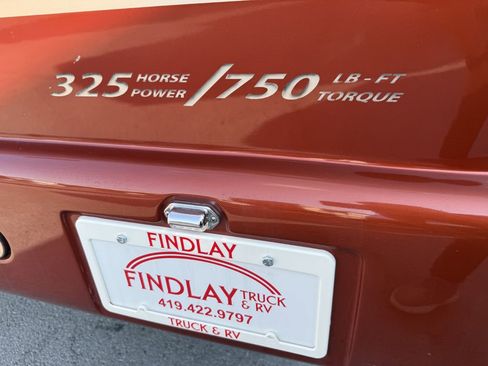 325 HORSE POWER / 750 LB-FT TORQUE
FINDLAY
FINDLAY TRUCK & RV
419.422.9797
TRUCK & RV